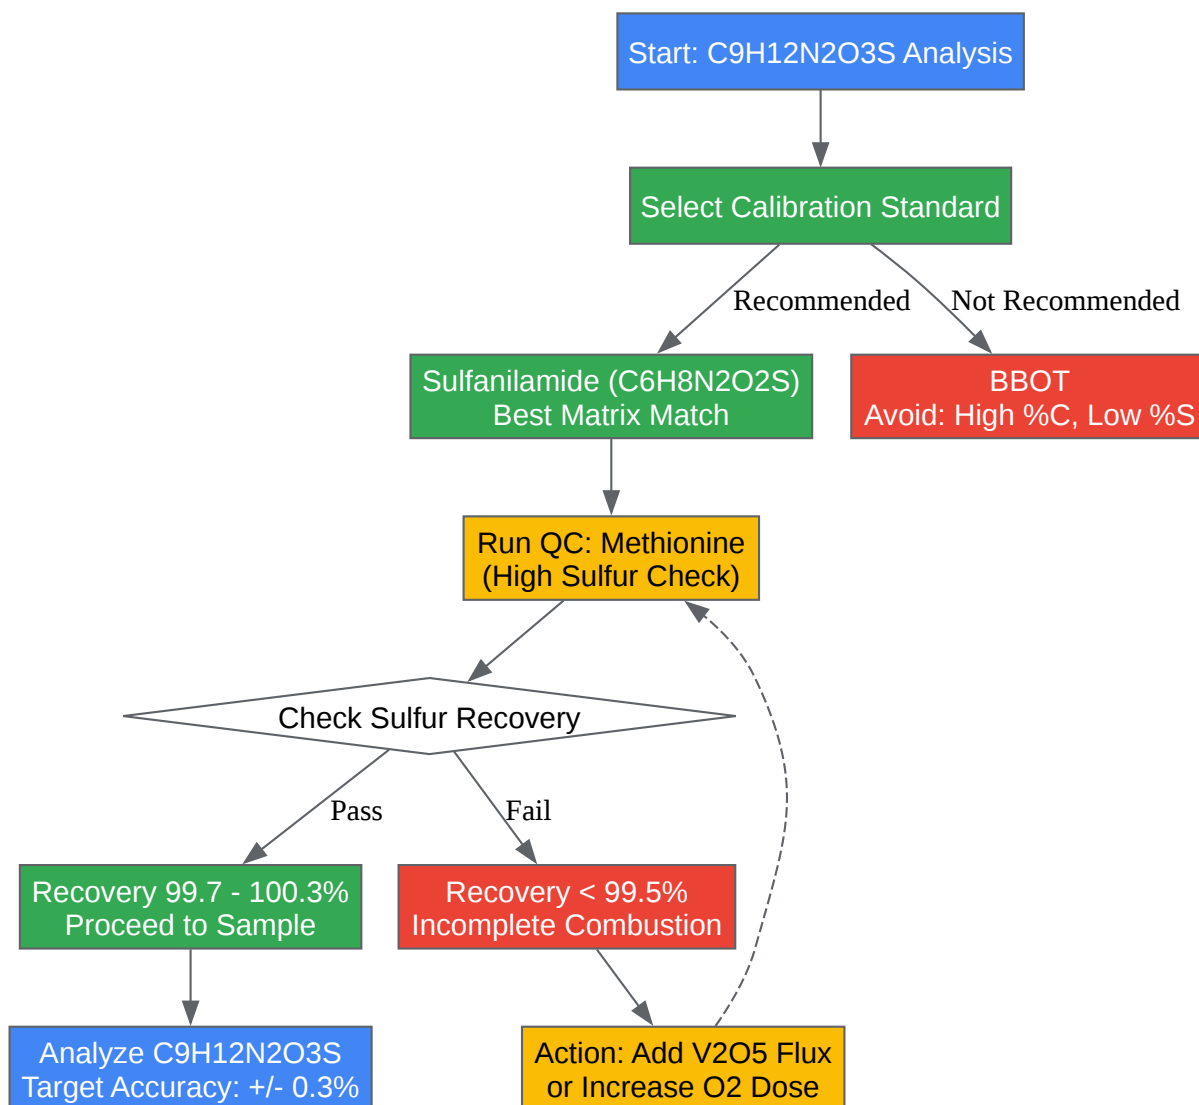 Start: C9H12N2O3S Analysis
Select Calibration Standard
Recommended
Not Recommended
Sulfanilamide (C6H8N2O2S)
Best Matrix Match
BBOT
Avoid: High %C, Low %S
Run QC: Methionine
(High Sulfur Check)
Check Sulfur Recovery
Pass
Fail
Recovery 99.7 - 100.3%
Proceed to Sample
Recovery < 99.5%
Incomplete Combustion
Analyze C9H12N2O3S
Target Accuracy: +/- 0.3%
Action: Add V2O5 Flux
or Increase O2 Dose